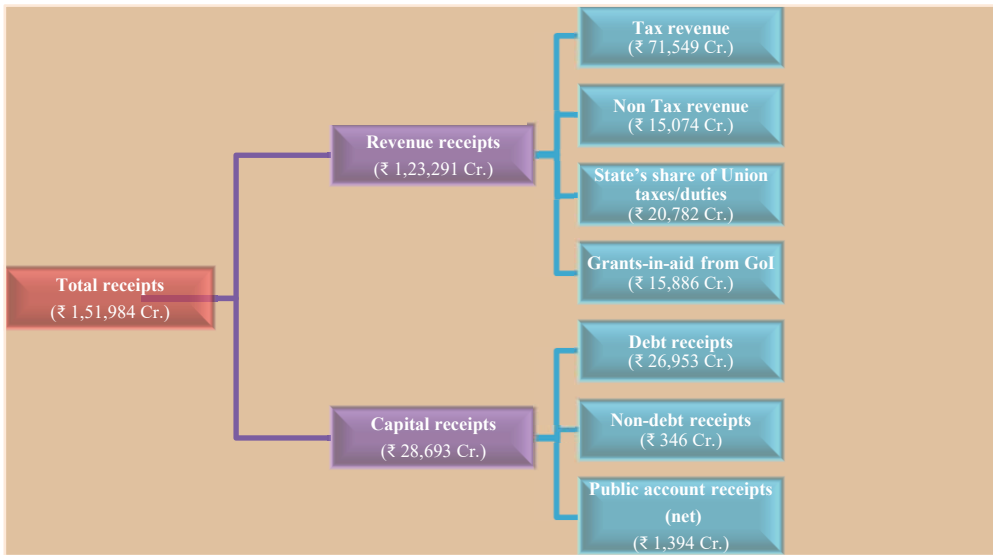 Total receipts
(₹ 1,51,984 Cr.)
Revenue receipts
(₹ 1,23,291 Cr.)
Tax revenue
(₹ 71,549 Cr.)
Non Tax revenue
(₹ 15,074 Cr.)
State’s share of Union
taxes/duties
(₹ 20,782 Cr.)
Grants-in-aid from GoI
(₹ 15,886 Cr.)
Capital receipts
(₹ 28,693 Cr.)
Debt receipts
(₹ 26,953 Cr.)
Non-debt receipts
(₹ 346 Cr.)
Public account receipts
(net)
(₹ 1,394 Cr.)